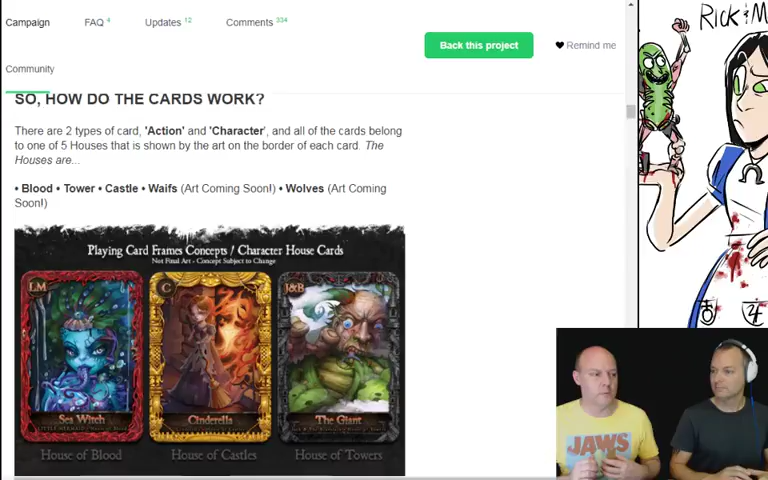 Campaign FAQ 4 Updates 12 Comments 334
Back this project
Remind me
Community
SO, HOW DO THE CARDS WORK?
There are 2 types of card, 'Action' and 'Character', and all of the cards belong
to one of 5 Houses that is shown by the art on the border of each card. The
Houses are...
• Blood • Tower • Castle • Waifs (Art Coming Soon!) • Wolves (Art Coming
Soon!)
Playing Card Frames Concepts / Character House Cards
Not Final Art - Concept Subject to Change
LM C J&B
Sea Witch Cinderella The Giant
House of Blood House of Castles House of Towers
RICK & M
JAWS